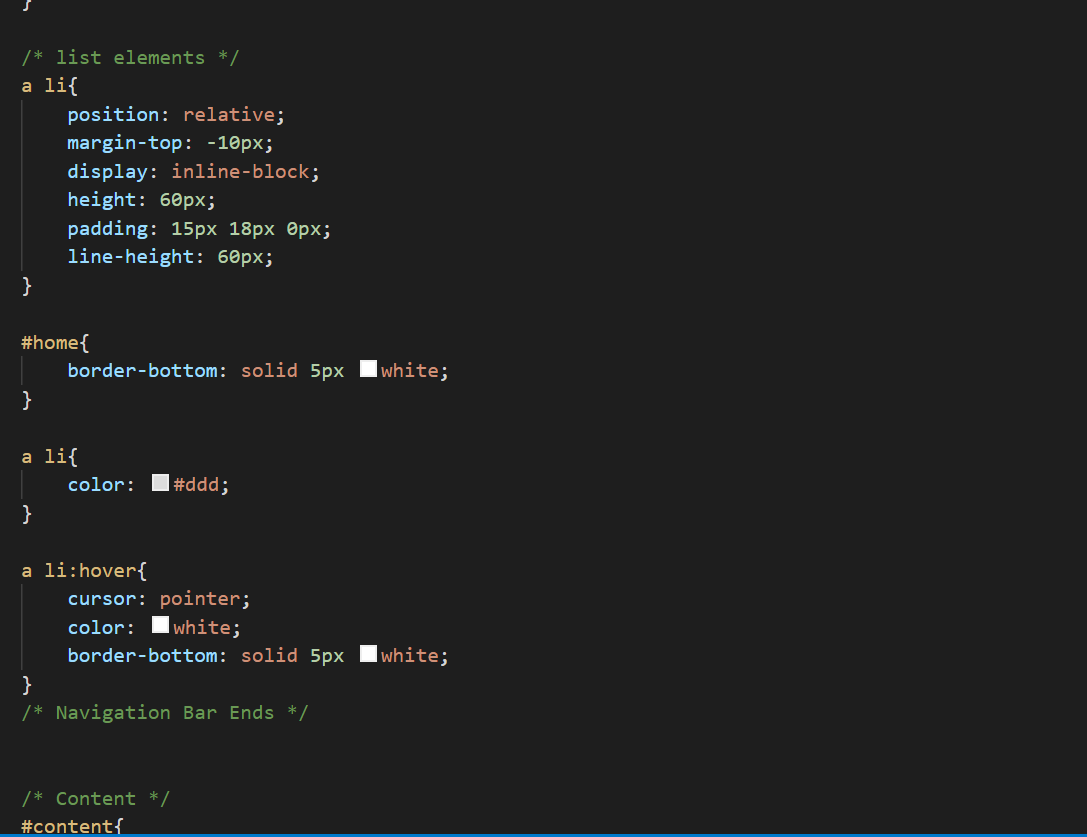 }
/* list elements */
a li{
    position: relative;
    margin-top: -10px;
    display: inline-block;
    height: 60px;
    padding: 15px 18px 0px;
    line-height: 60px;
}

#home{
    border-bottom: solid 5px white;
}

a li{
    color: #ddd;
}

a li:hover{
    cursor: pointer;
    color: white;
    border-bottom: solid 5px white;
}
/* Navigation Bar Ends */


/* Content */
#content{